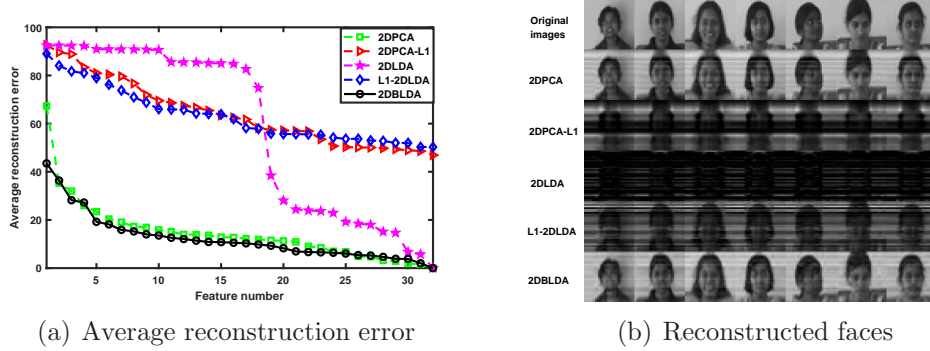 100
80
60
40
20
0
0
5
10
15
20
25
30
Average reconstruction error
Feature number
2DPCA
2DPCA-L1
2DLDA
L1-2DLDA
2DBLDA
(a) Average reconstruction error
Original
images
2DPCA
2DPCA-L1
2DLDA
L1-2DLDA
2DBLDA
(b) Reconstructed faces